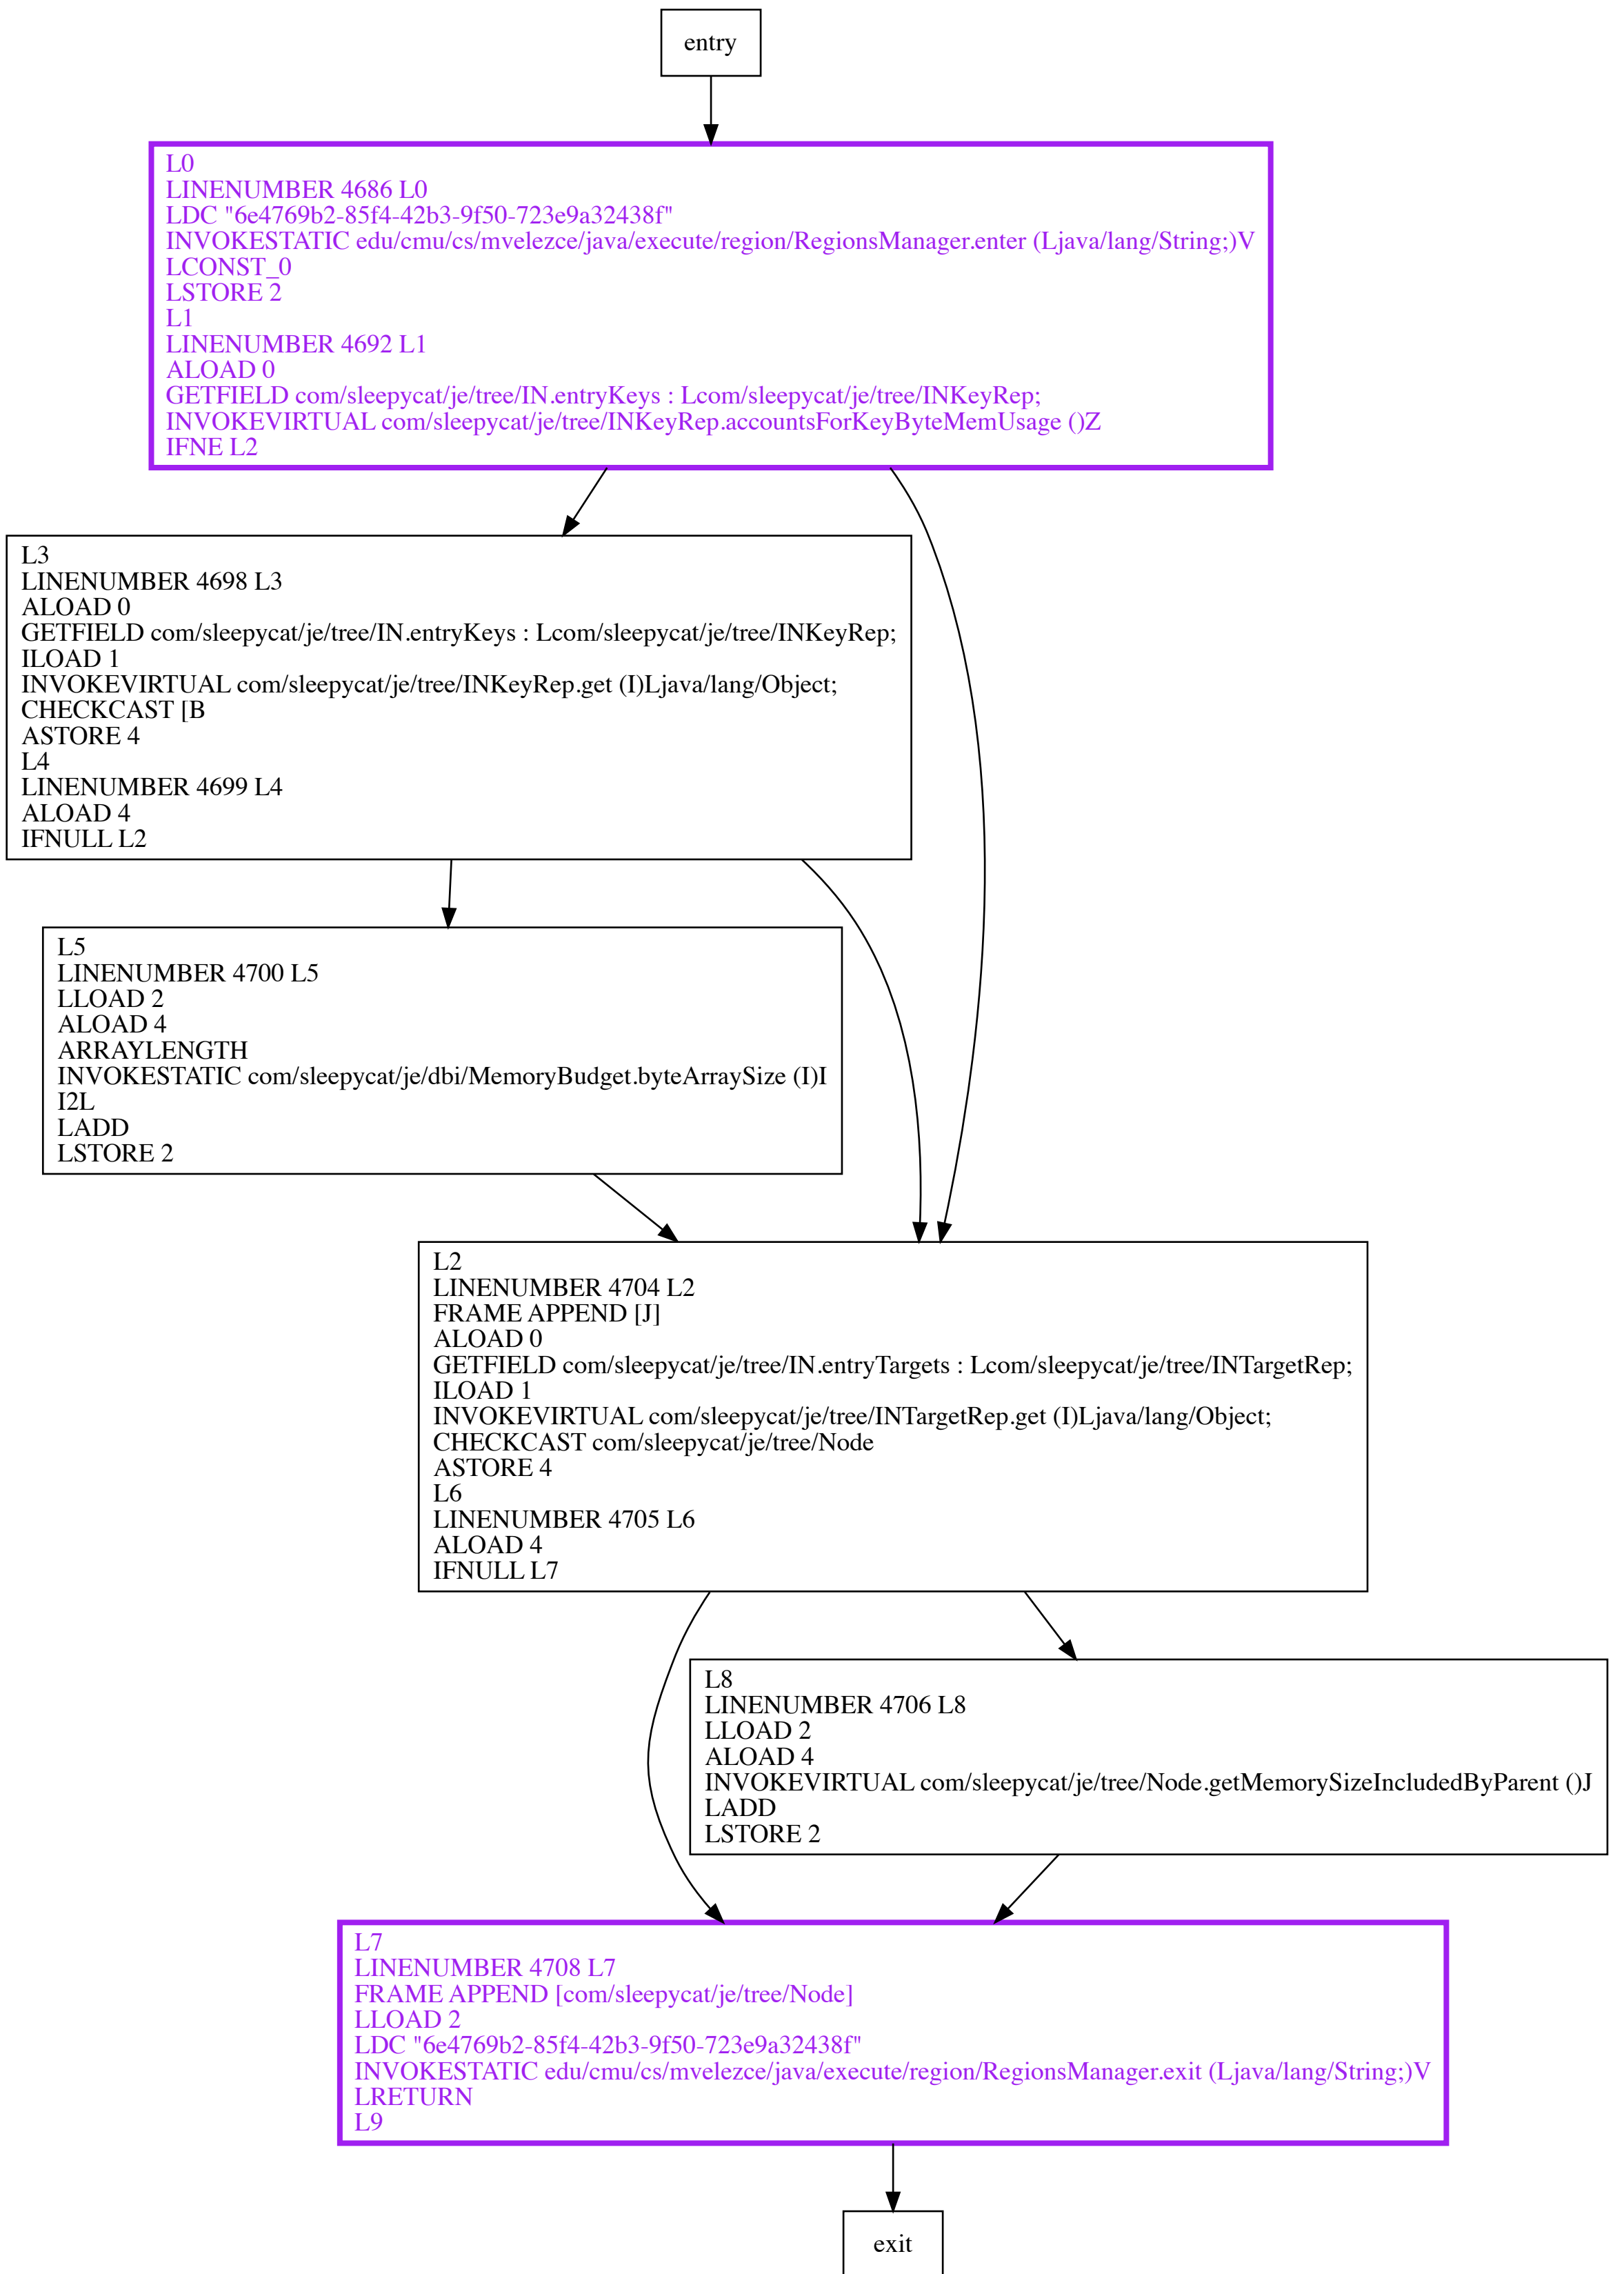 entry
L0
LINENUMBER 4686 L0
LDC "6e4769b2-85f4-42b3-9f50-723e9a32438f"
INVOKESTATIC edu/cmu/cs/mvelezce/java/execute/region/RegionsManager.enter (Ljava/lang/String;)V
LCONST_0
LSTORE 2
L1
LINENUMBER 4692 L1
ALOAD 0
GETFIELD com/sleepycat/je/tree/IN.entryKeys : Lcom/sleepycat/je/tree/INKeyRep;
INVOKEVIRTUAL com/sleepycat/je/tree/INKeyRep.accountsForKeyByteMemUsage ()Z
IFNE L2
L3
LINENUMBER 4698 L3
ALOAD 0
GETFIELD com/sleepycat/je/tree/IN.entryKeys : Lcom/sleepycat/je/tree/INKeyRep;
ILOAD 1
INVOKEVIRTUAL com/sleepycat/je/tree/INKeyRep.get (I)Ljava/lang/Object;
CHECKCAST [B
ASTORE 4
L4
LINENUMBER 4699 L4
ALOAD 4
IFNULL L2
L5
LINENUMBER 4700 L5
LLOAD 2
ALOAD 4
ARRAYLENGTH
INVOKESTATIC com/sleepycat/je/dbi/MemoryBudget.byteArraySize (I)I
I2L
LADD
LSTORE 2
L2
LINENUMBER 4704 L2
FRAME APPEND [J]
ALOAD 0
GETFIELD com/sleepycat/je/tree/IN.entryTargets : Lcom/sleepycat/je/tree/INTargetRep;
ILOAD 1
INVOKEVIRTUAL com/sleepycat/je/tree/INTargetRep.get (I)Ljava/lang/Object;
CHECKCAST com/sleepycat/je/tree/Node
ASTORE 4
L6
LINENUMBER 4705 L6
ALOAD 4
IFNULL L7
L8
LINENUMBER 4706 L8
LLOAD 2
ALOAD 4
INVOKEVIRTUAL com/sleepycat/je/tree/Node.getMemorySizeIncludedByParent ()J
LADD
LSTORE 2
L7
LINENUMBER 4708 L7
FRAME APPEND [com/sleepycat/je/tree/Node]
LLOAD 2
LDC "6e4769b2-85f4-42b3-9f50-723e9a32438f"
INVOKESTATIC edu/cmu/cs/mvelezce/java/execute/region/RegionsManager.exit (Ljava/lang/String;)V
LRETURN
L9
exit